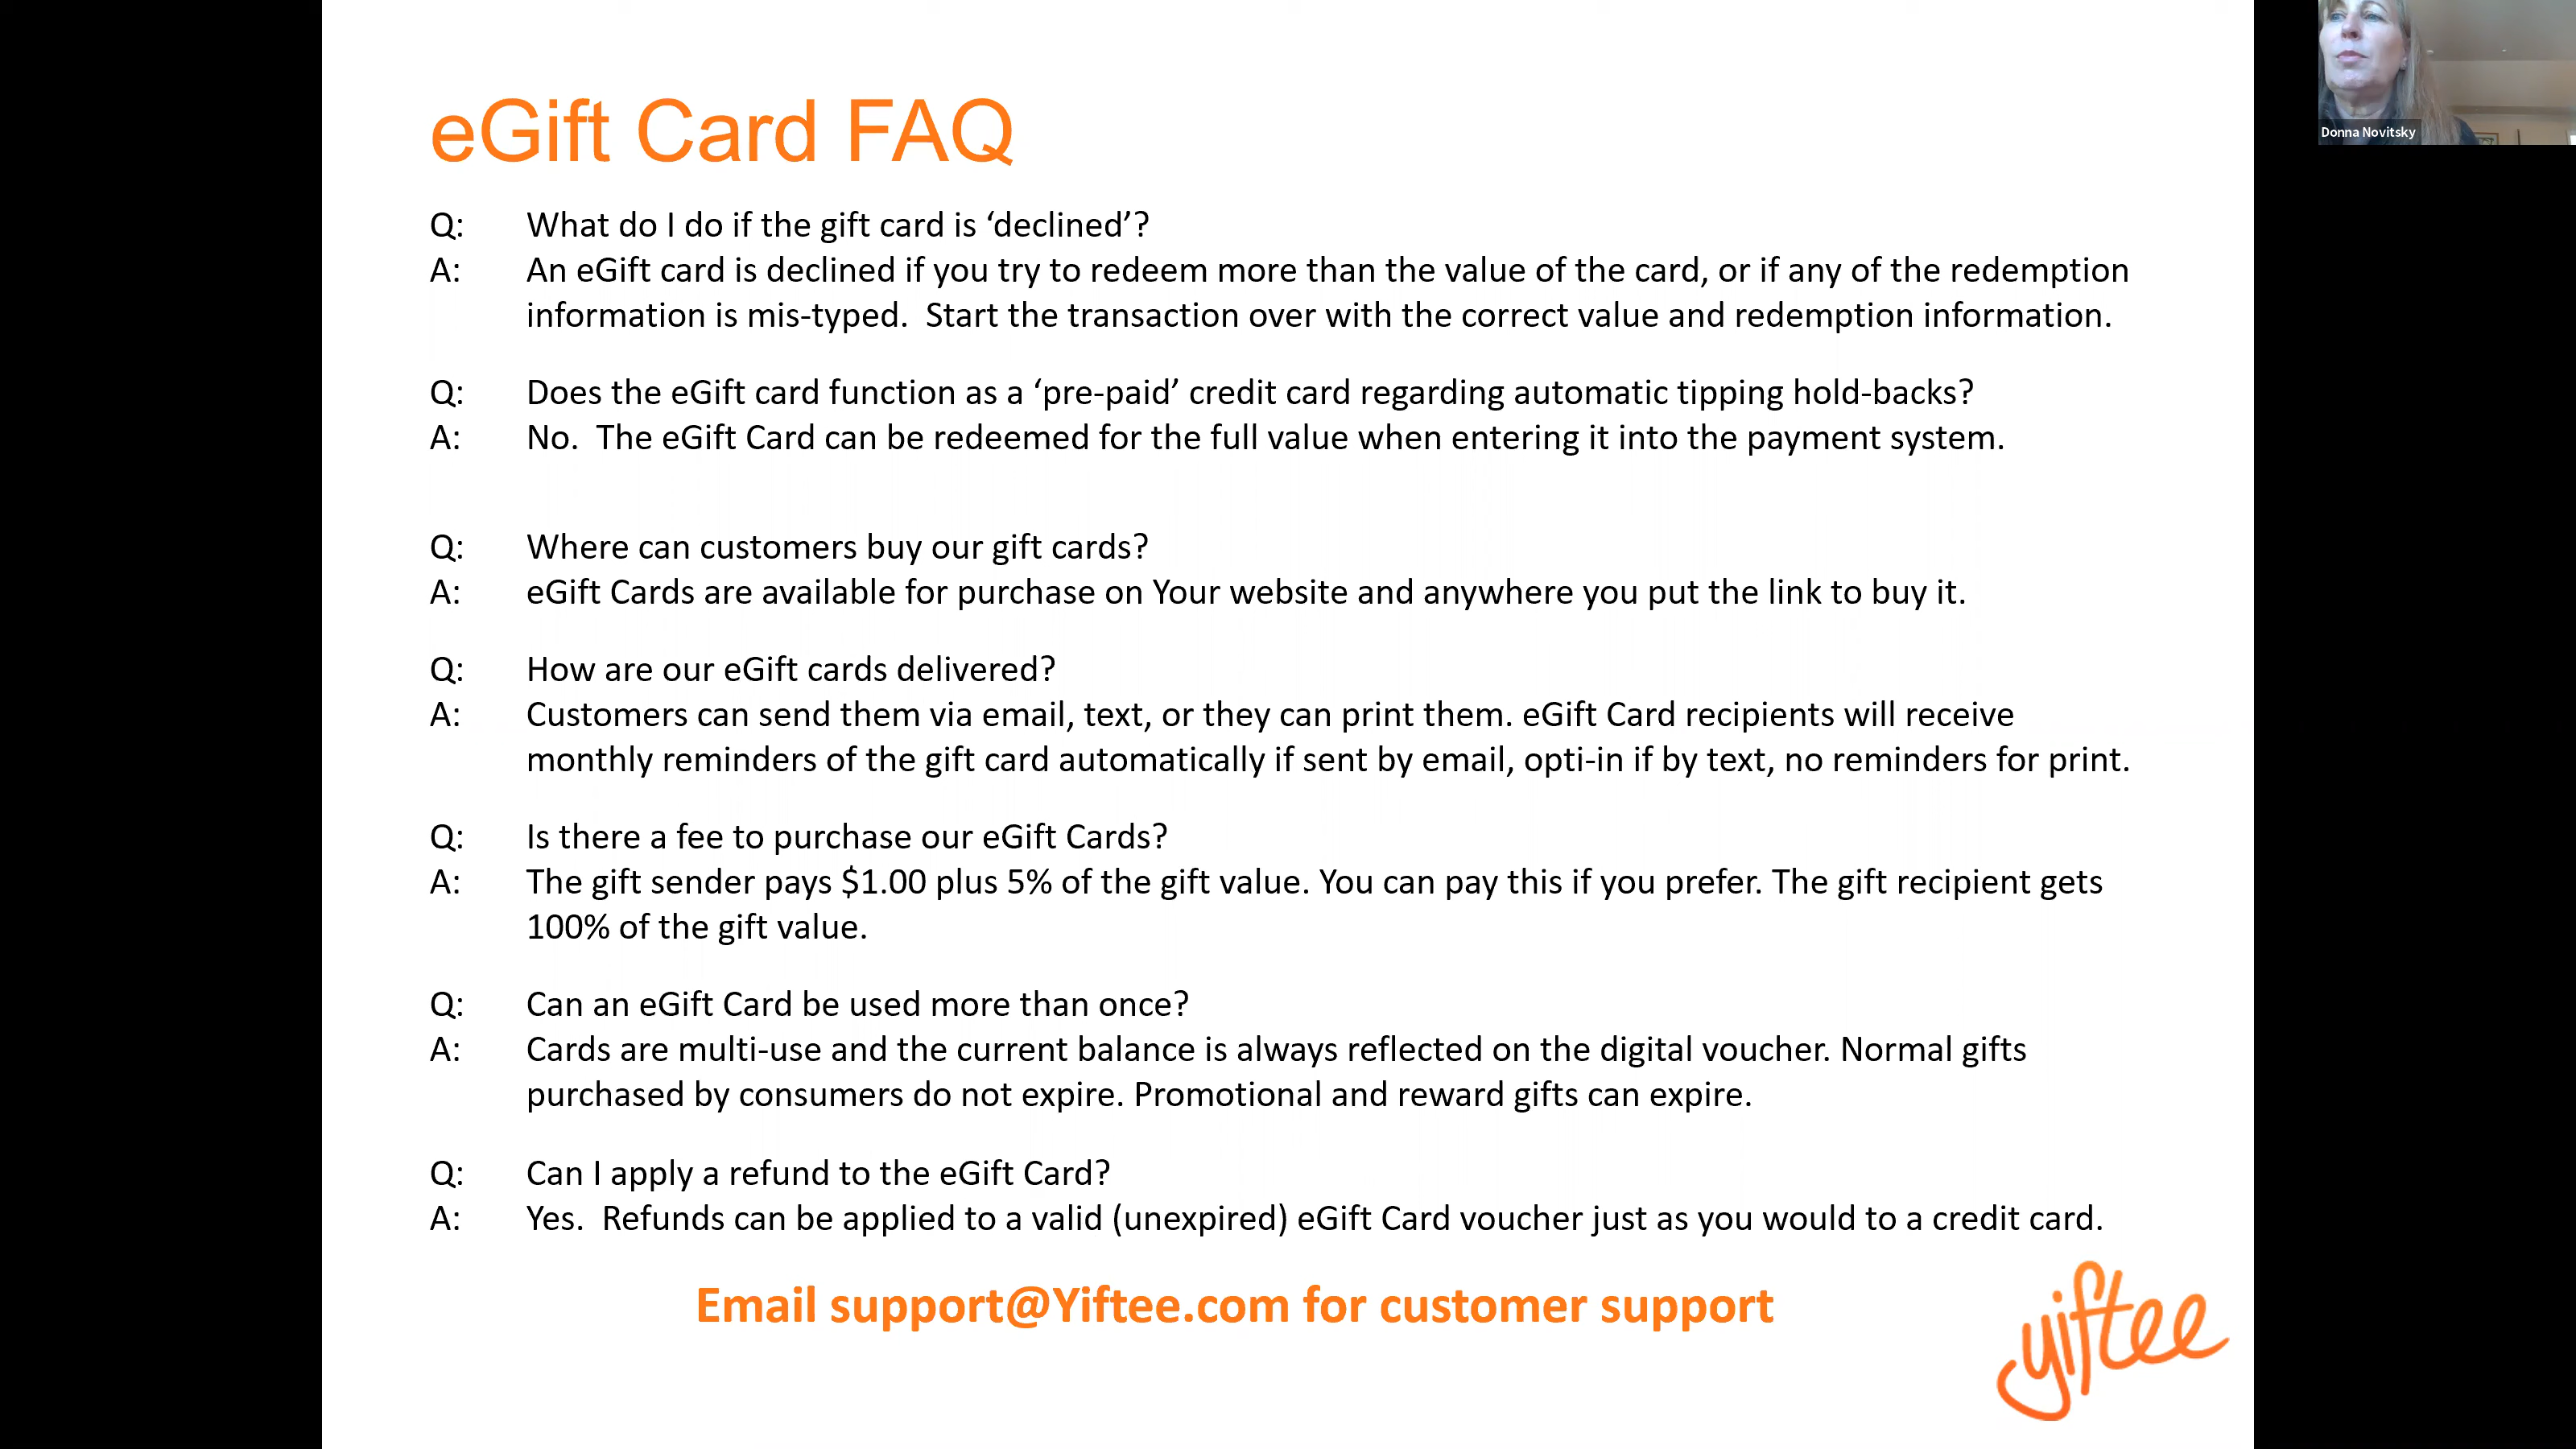 eGift Card FAQ
Donna Novitsky
Q: What do I do if the gift card is ‘declined’?
A: An eGift card is declined if you try to redeem more than the value of the card, or if any of the redemption
information is mis-typed.  Start the transaction over with the correct value and redemption information.
Q: Does the eGift card function as a ‘pre-paid’ credit card regarding automatic tipping hold-backs?
A: No.  The eGift Card can be redeemed for the full value when entering it into the payment system.
Q: Where can customers buy our gift cards?
A: eGift Cards are available for purchase on Your website and anywhere you put the link to buy it.
Q: How are our eGift cards delivered?
A: Customers can send them via email, text, or they can print them. eGift Card recipients will receive
monthly reminders of the gift card automatically if sent by email, opti-in if by text, no reminders for print.
Q: Is there a fee to purchase our eGift Cards?
A: The gift sender pays $1.00 plus 5% of the gift value. You can pay this if you prefer. The gift recipient gets
100% of the gift value.
Q: Can an eGift Card be used more than once?
A: Cards are multi-use and the current balance is always reflected on the digital voucher. Normal gifts
purchased by consumers do not expire. Promotional and reward gifts can expire.
Q: Can I apply a refund to the eGift Card?
A: Yes.  Refunds can be applied to a valid (unexpired) eGift Card voucher just as you would to a credit card.
Email support@Yiftee.com for customer support
yiftee